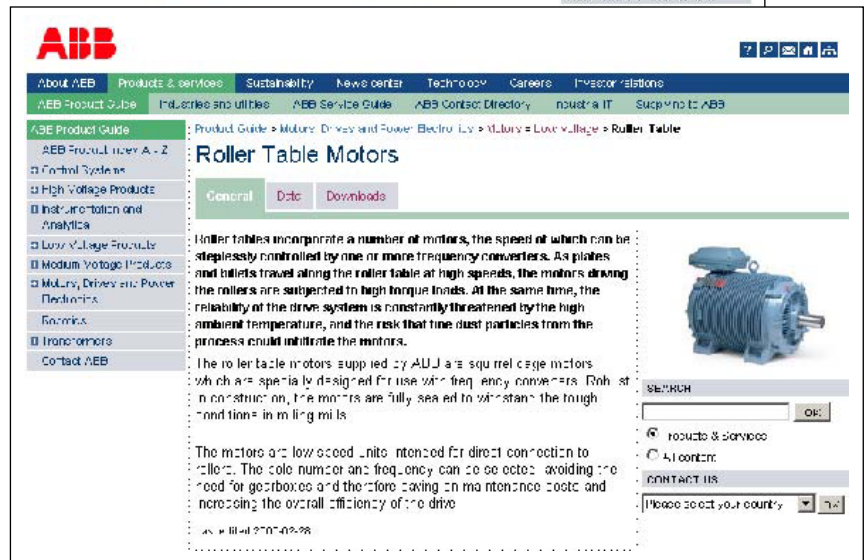 ABB
About ABB Products & services Sustainability News center Technology Careers Investor relations
ABB Product Guide Industries and utilities ABB Service Guide ABB Contact Directory Industrial IT Supplying to ABB
ABB Product Guide
ABB Product Index A - Z
Control Systems
High Voltage Products
Instrumentation and
Analytical
Low Voltage Products
Medium Voltage Products
Motors, Drives and Power
Electronics
Robotics
Transformers
Contact ABB
Product Guide > Motors, Drives and Power Electronics > Motors > Low voltage > Roller Table
Roller Table Motors
General Data Downloads
Roller tables incorporate a number of motors, the speed of which can be
steplessly controlled by one or more frequency converters. As plates
and billets travel along the roller table at high speeds, the motors driving
the rollers are subjected to high torque loads. At the same time, the
reliability of the drive system is constantly threatened by the high
ambient temperature, and the risk that fine dust particles from the
process could infiltrate the motors.
The roller table motors supplied by ABB are squirrel cage motors
which are specially designed for use with frequency converters. Robust
in construction, the motors are fully sealed to withstand the tough
conditions in rolling mills.
The motors are low speed units intended for direct connection to
rollers. The pole number and frequency can be selected, avoiding the
need for gearboxes and therefore saving on maintenance costs and
increasing the overall efficiency of the drive.
Last edited
SEARCH
Products & Services
All content
CONTACT US
Please select your country